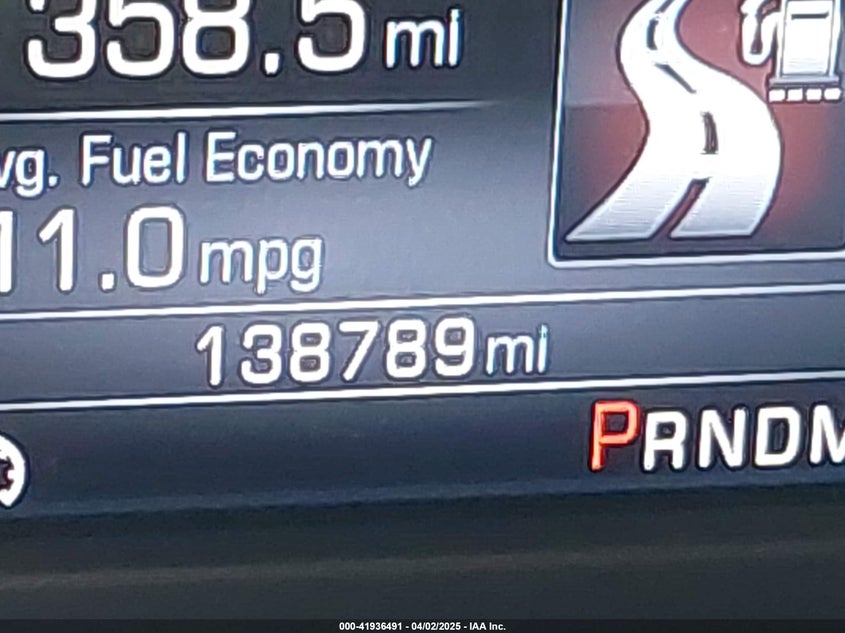 358.5 mi
vg. Fuel Economy
11.0 mpg
138789 mi
PRNDM
000-41936491 - 04/02/2025 - IAA Inc.